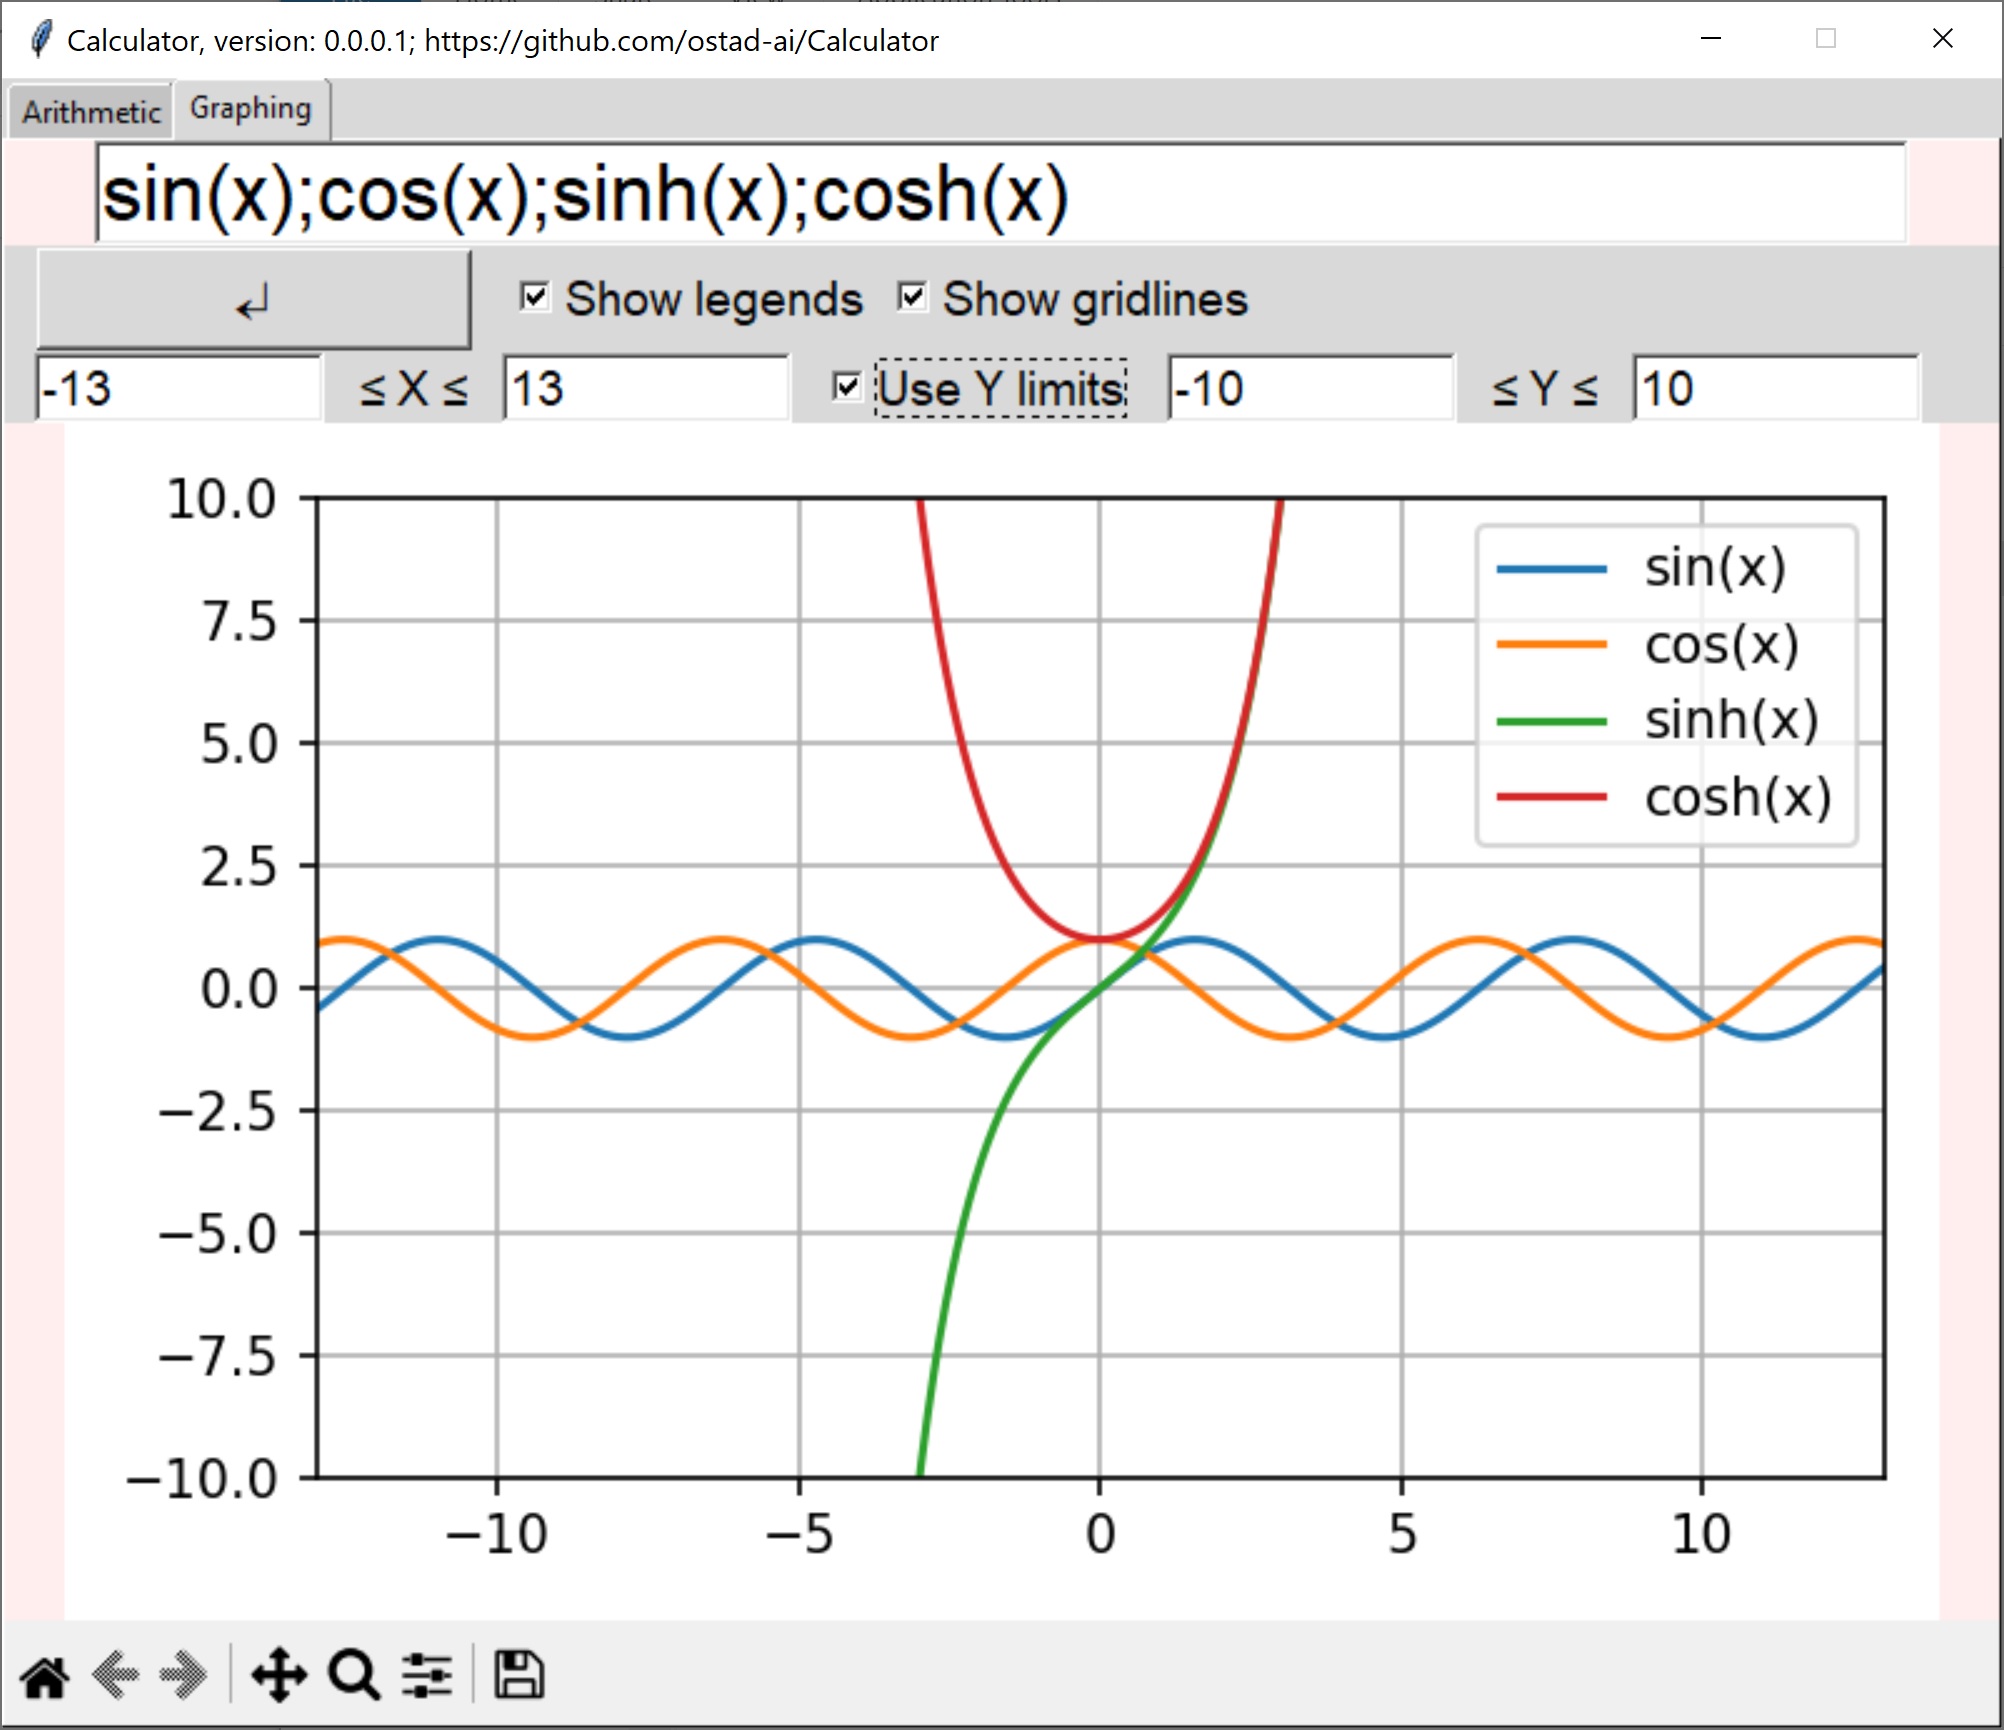 Calculator, version: 0.0.0.1; https://github.com/ostad-ai/Calculator
Arithmetic Graphing
sin(x);cos(x);sinh(x);cosh(x)
↲ Show legends Show gridlines
-13 ≤ X ≤ 13 Use Y limits -10 ≤ Y ≤ 10
10.0
7.5
5.0
2.5
0.0
−2.5
−5.0
−7.5
−10.0
sin(x)
cos(x)
sinh(x)
cosh(x)
−10 −5 0 5 10